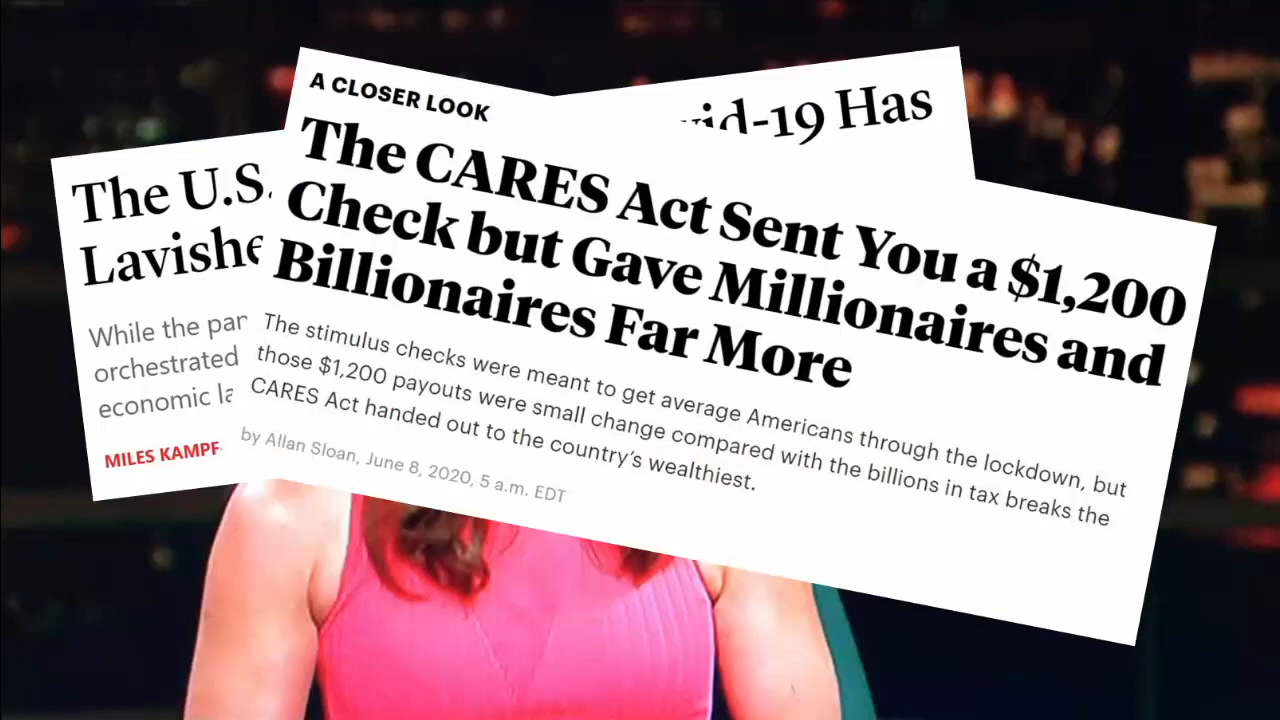 A CLOSER LOOK
The CARES Act Sent You a $1,200
Check but Gave Millionaires and
Billionaires Far More
The stimulus checks were meant to get average Americans through the lockdown, but
those $1,200 payouts were small change compared with the billions in tax breaks the
CARES Act handed out to the country's wealthiest.
by Allan Sloan, June 8, 2020, 5 a.m. EDT
The U.S.
Lavishe
While the pan
orchestrated
economic la
MILES KAMPF
vid-19 Has